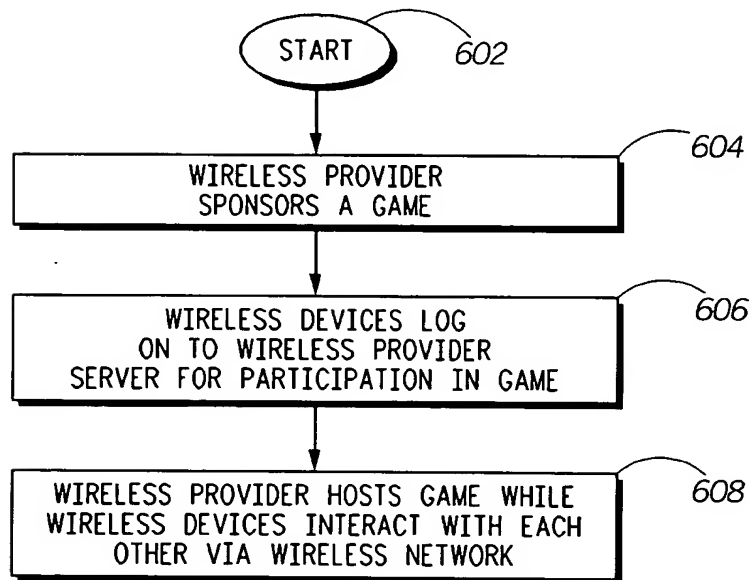 START
602
604
WIRELESS PROVIDER
SPONSORS A GAME
606
WIRELESS DEVICES LOG
ON TO WIRELESS PROVIDER
SERVER FOR PARTICIPATION IN GAME
608
WIRELESS PROVIDER HOSTS GAME WHILE
WIRELESS DEVICES INTERACT WITH EACH
OTHER VIA WIRELESS NETWORK